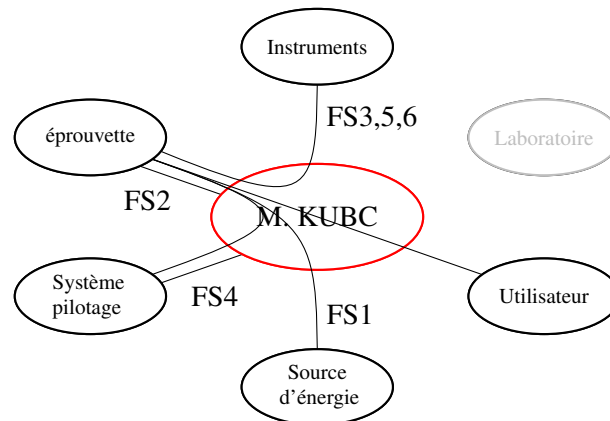 Instruments
FS3,5,6
éprouvette
Laboratoire
FS2
M. KUBC
Système
pilotage
FS4
FS1
Utilisateur
Source
d'énergie